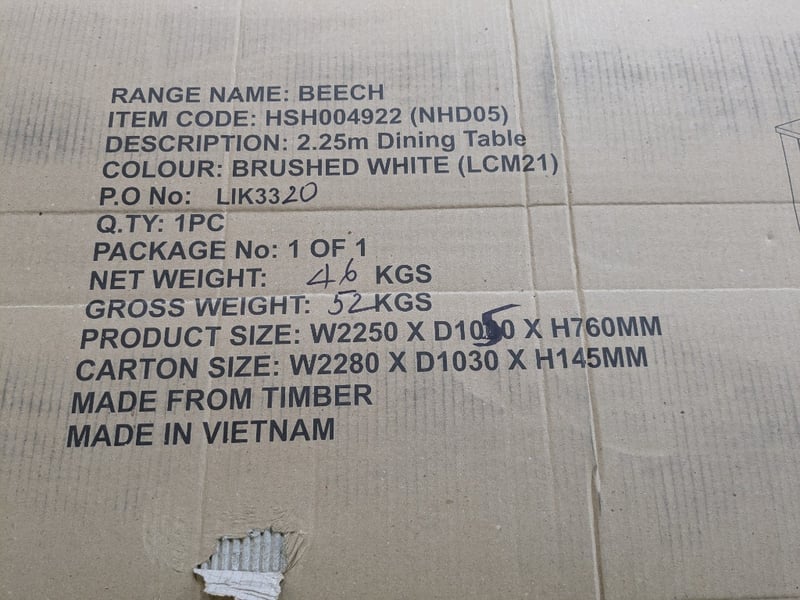 RANGE NAME: BEECH
ITEM CODE: HSH004922 (NHD05)
DESCRIPTION: 2.25m Dining Table
COLOUR: BRUSHED WHITE (LCM21)
P.O No: LIK3320
Q.TY: 1PC
PACKAGE No: 1 OF 1
NET WEIGHT: 46 KGS
GROSS WEIGHT: 52 KGS
PRODUCT SIZE: W2250 X D1050 X H760MM
CARTON SIZE: W2280 X D1030 X H145MM
MADE FROM TIMBER
MADE IN VIETNAM